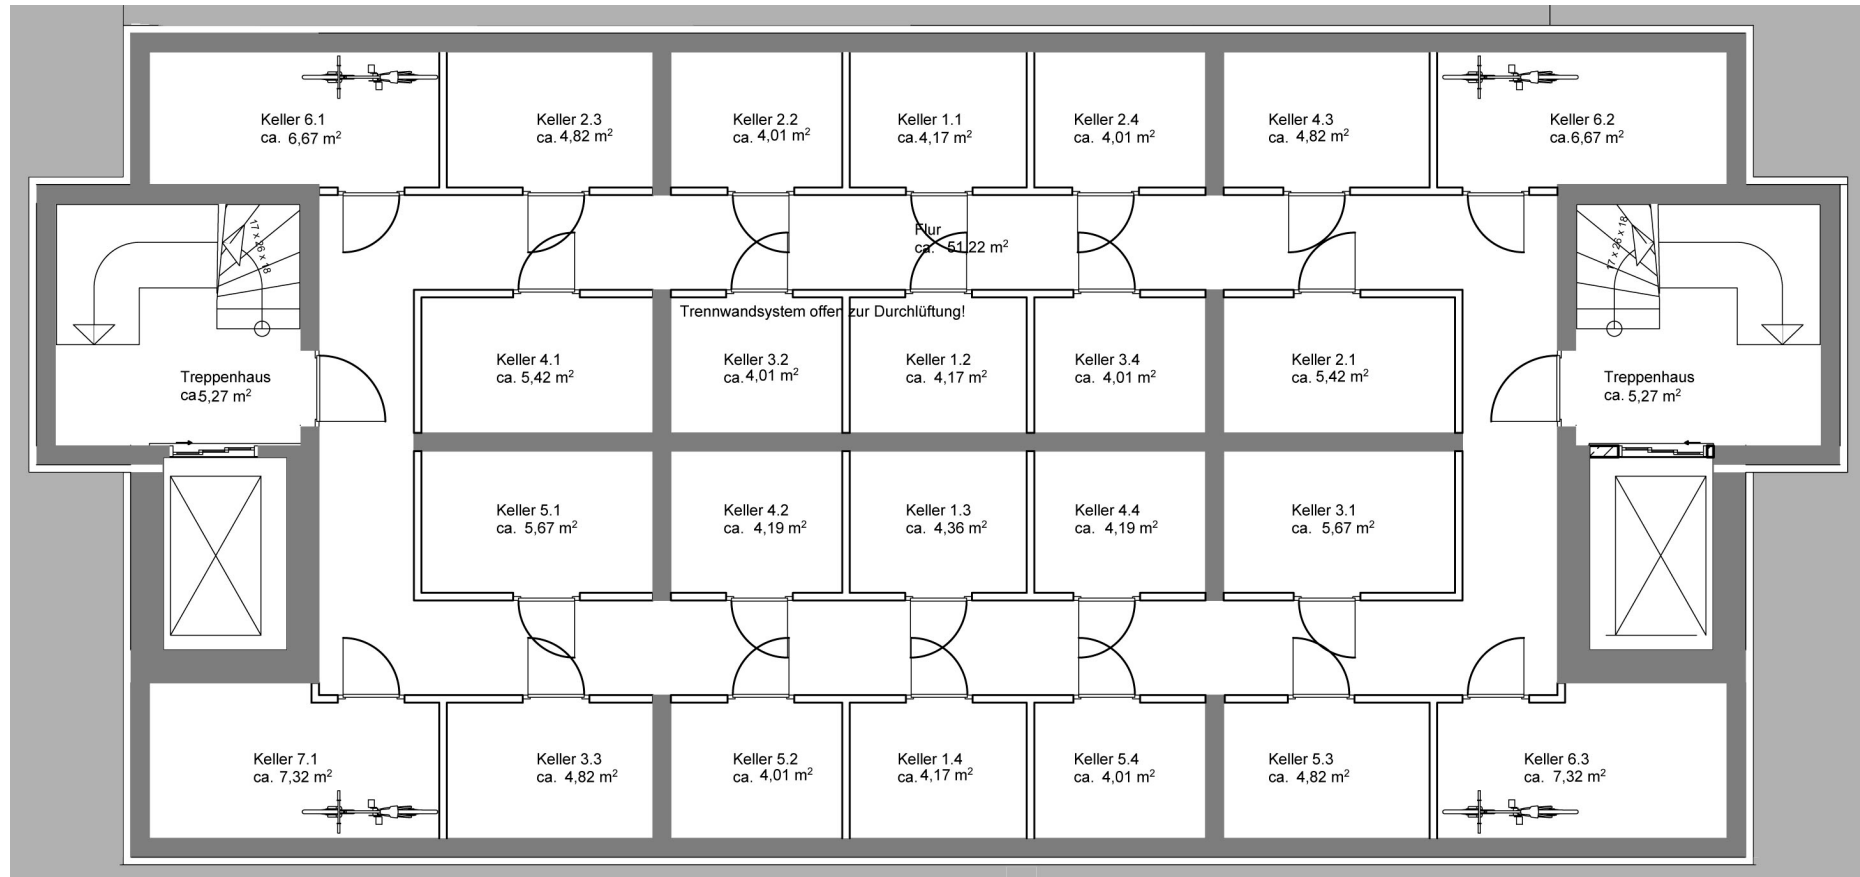 Keller 6.1
ca. 6,67 m²
Keller 2.3
ca. 4,82 m²
Keller 2.2
ca. 4,01 m²
Keller 1.1
ca. 4,17 m²
Keller 2.4
ca. 4,01 m²
Keller 4.3
ca. 4,82 m²
Keller 6.2
ca. 6,67 m²
17 x 26 x 18
Flur
ca. 51,22 m²
17 x 26 x 18
Trennwandsystem offen zur Durchlüftung!
Treppenhaus
ca. 5,27 m²
Keller 4.1
ca. 5,42 m²
Keller 3.2
ca. 4,01 m²
Keller 1.2
ca. 4,17 m²
Keller 3.4
ca. 4,01 m²
Keller 2.1
ca. 5,42 m²
Treppenhaus
ca. 5,27 m²
Keller 5.1
ca. 5,67 m²
Keller 4.2
ca. 4,19 m²
Keller 1.3
ca. 4,36 m²
Keller 4.4
ca. 4,19 m²
Keller 3.1
ca. 5,67 m²
Keller 7.1
ca. 7,32 m²
Keller 3.3
ca. 4,82 m²
Keller 5.2
ca. 4,01 m²
Keller 1.4
ca. 4,17 m²
Keller 5.4
ca. 4,01 m²
Keller 5.3
ca. 4,82 m²
Keller 6.3
ca. 7,32 m²